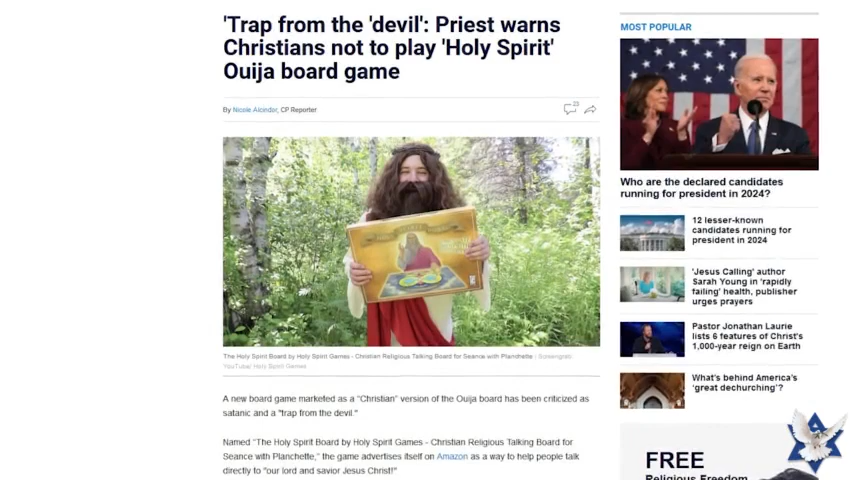 'Trap from the 'devil': Priest warns
Christians not to play 'Holy Spirit'
Ouija board game
By Nicole Alcindor, CP Reporter
23
The Holy Spirit Board by Holy Spirit Games - Christian Religious Talking Board for Seance with Planchette | Screengrab:
YouTube/ Holy Spirit Games
A new board game marketed as a "Christian" version of the Ouija board has been criticized as
satanic and a "trap from the devil."
Named "The Holy Spirit Board by Holy Spirit Games - Christian Religious Talking Board for
Seance with Planchette," the game advertises itself on Amazon as a way to help people talk
directly to "our lord and savior Jesus Christ!"
MOST POPULAR
Who are the declared candidates
running for president in 2024?
12 lesser-known
candidates running for
president in 2024
'Jesus Calling' author
Sarah Young in 'rapidly
failing' health, publisher
urges prayers
Pastor Jonathan Laurie
lists 6 features of Christ's
1,000-year reign on Earth
What's behind America's
'great dechurching'?
FREE
Religious Freedom